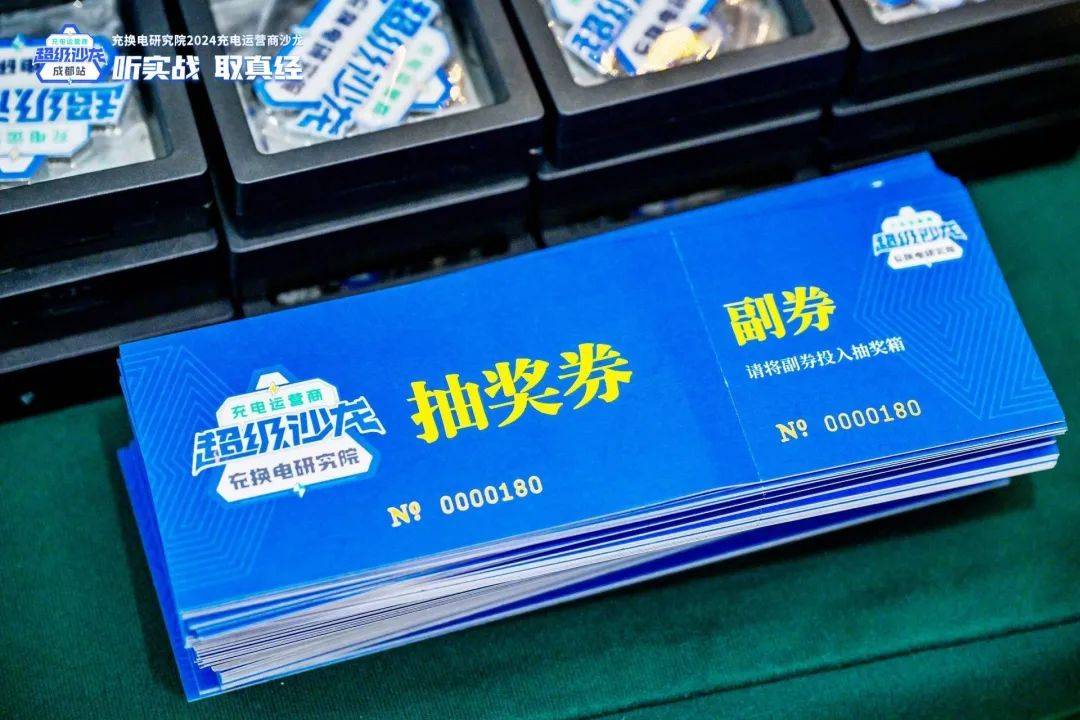 充电运营商
超级沙龙
成都站
充换电研究院2024充电运营商沙龙
听实战 取真经
超级沙龙
充换电研究院
副券
请将副券投入抽奖箱
№ 0000180
抽奖券
充电运营商
超级沙龙
充换电研究院
№ 0000180